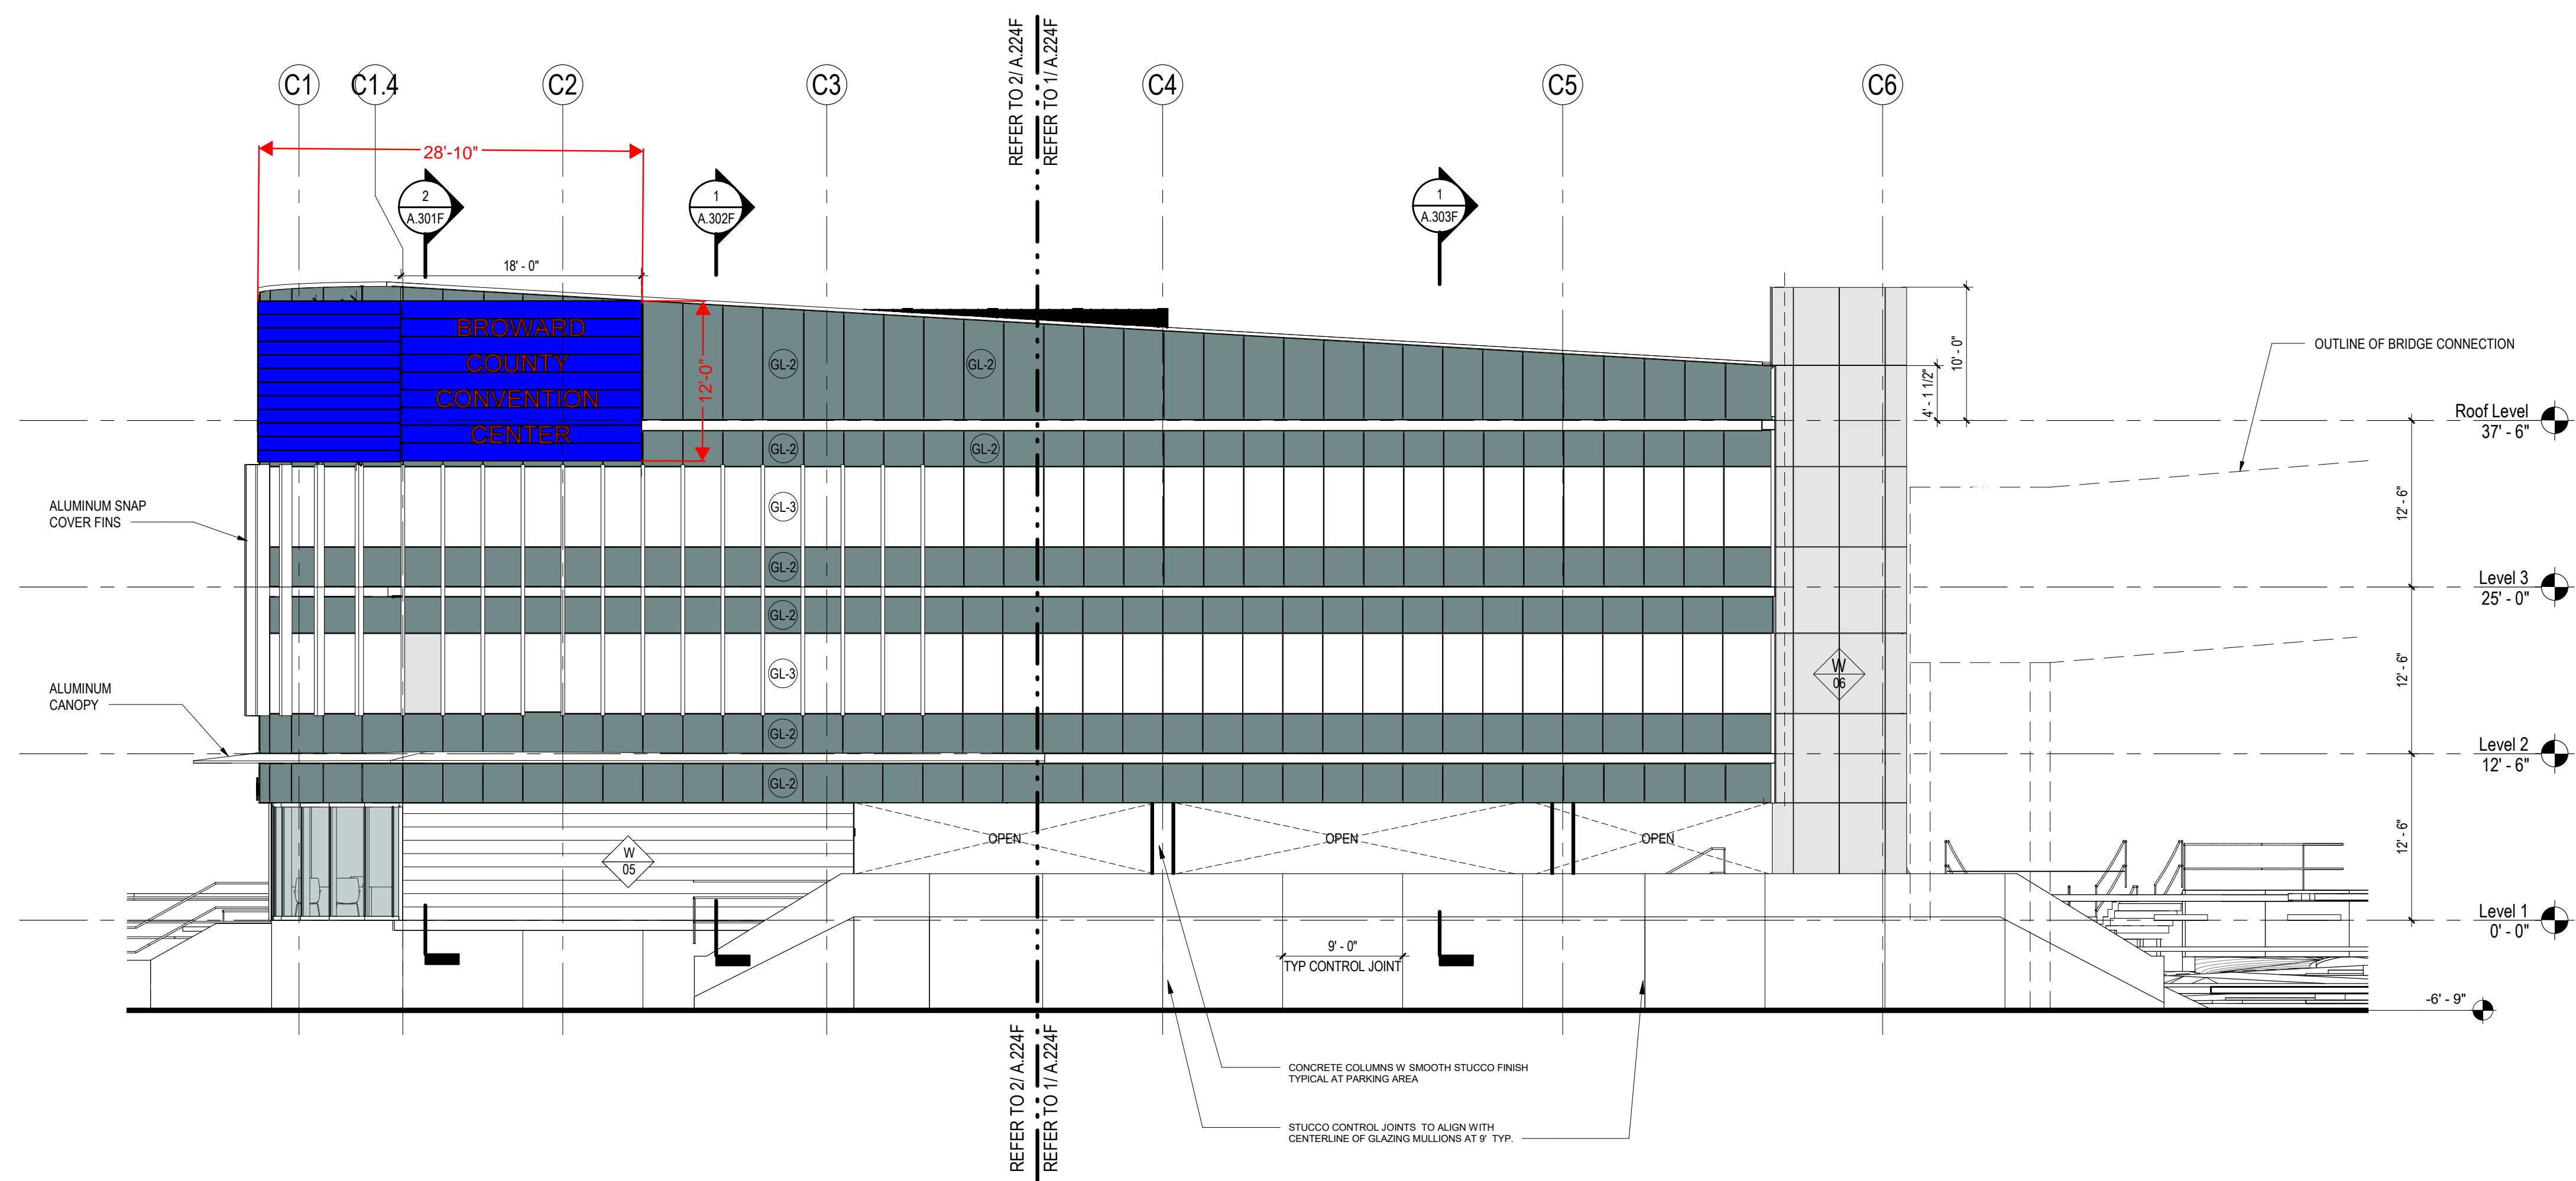 REFER TO 2/ A.224F
REFER TO 1/ A.224F
C1
C1.4
C2
C3
C4
C5
C6
28'-10"
2
A.301F
1
A.302F
1
A.303F
18' - 0"
BROWARD
COUNTY
CONVENTION
CENTER
12'-0"
GL-2
GL-2
GL-2
GL-2
GL-3
GL-2
GL-2
GL-3
GL-2
GL-2
10' - 0"
4' - 1 1/2"
OUTLINE OF BRIDGE CONNECTION
Roof Level
37' - 6"
12' - 6"
Level 3
25' - 0"
12' - 6"
Level 2
12' - 6"
12' - 6"
Level 1
0' - 0"
-6' - 9"
ALUMINUM SNAP
COVER FINS
ALUMINUM
CANOPY
W
06
W
05
OPEN
OPEN
OPEN
9' - 0"
TYP CONTROL JOINT
CONCRETE COLUMNS W SMOOTH STUCCO FINISH
TYPICAL AT PARKING AREA
STUCCO CONTROL JOINTS TO ALIGN WITH
CENTERLINE OF GLAZING MULLIONS AT 9' TYP.
REFER TO 2/ A.224F
REFER TO 1/ A.224F